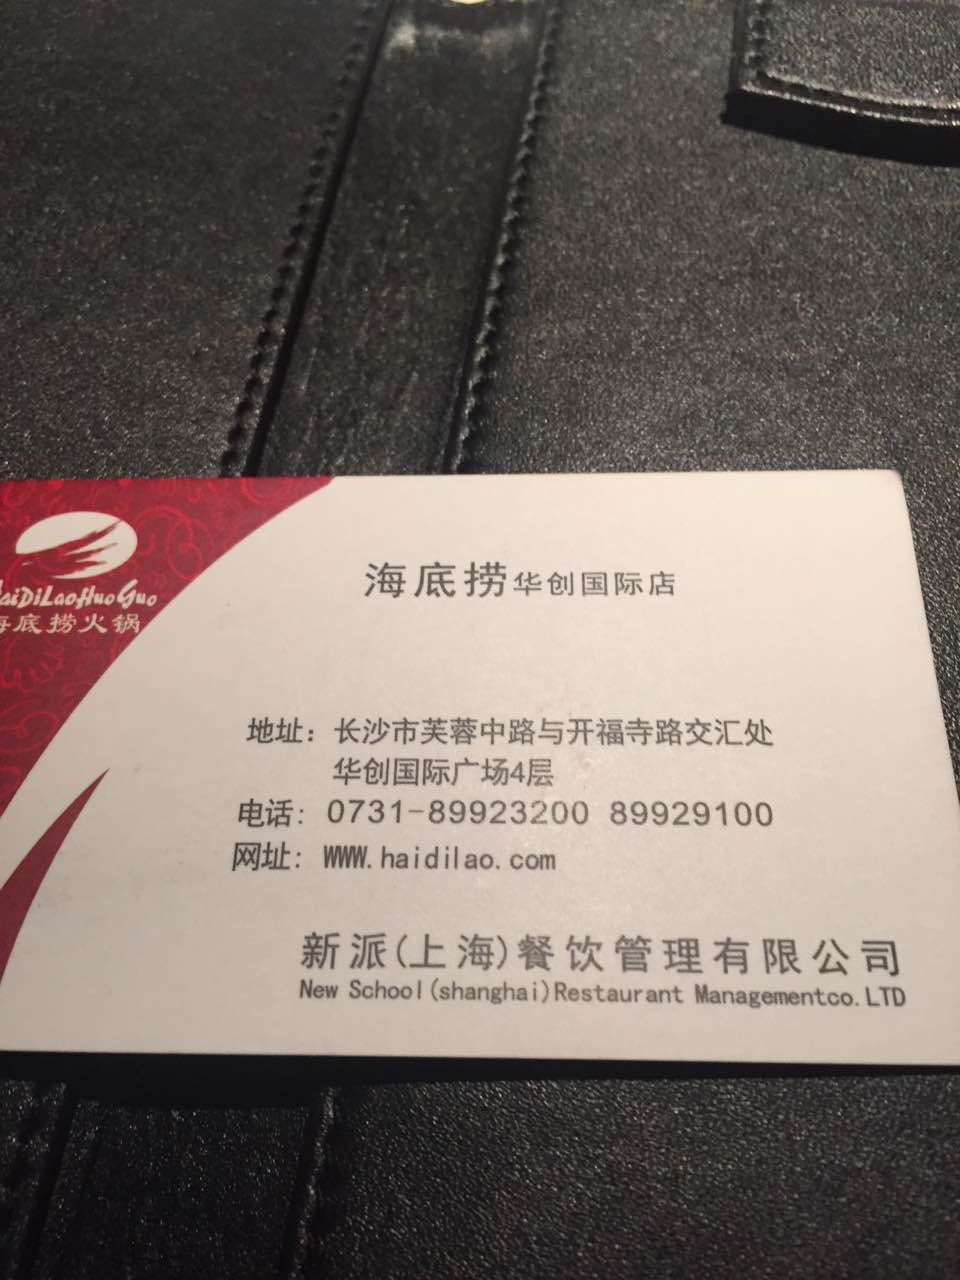 HaiDiLaoHuoGuo
海底捞火锅
海底捞华创国际店
地址：长沙市芙蓉中路与开福寺路交汇处
华创国际广场4层
电话：0731-89923200 89929100
网址：WWW.haidilao.com
新派(上海)餐饮管理有限公司
New School(shanghai)Restaurant Managementco.LTD